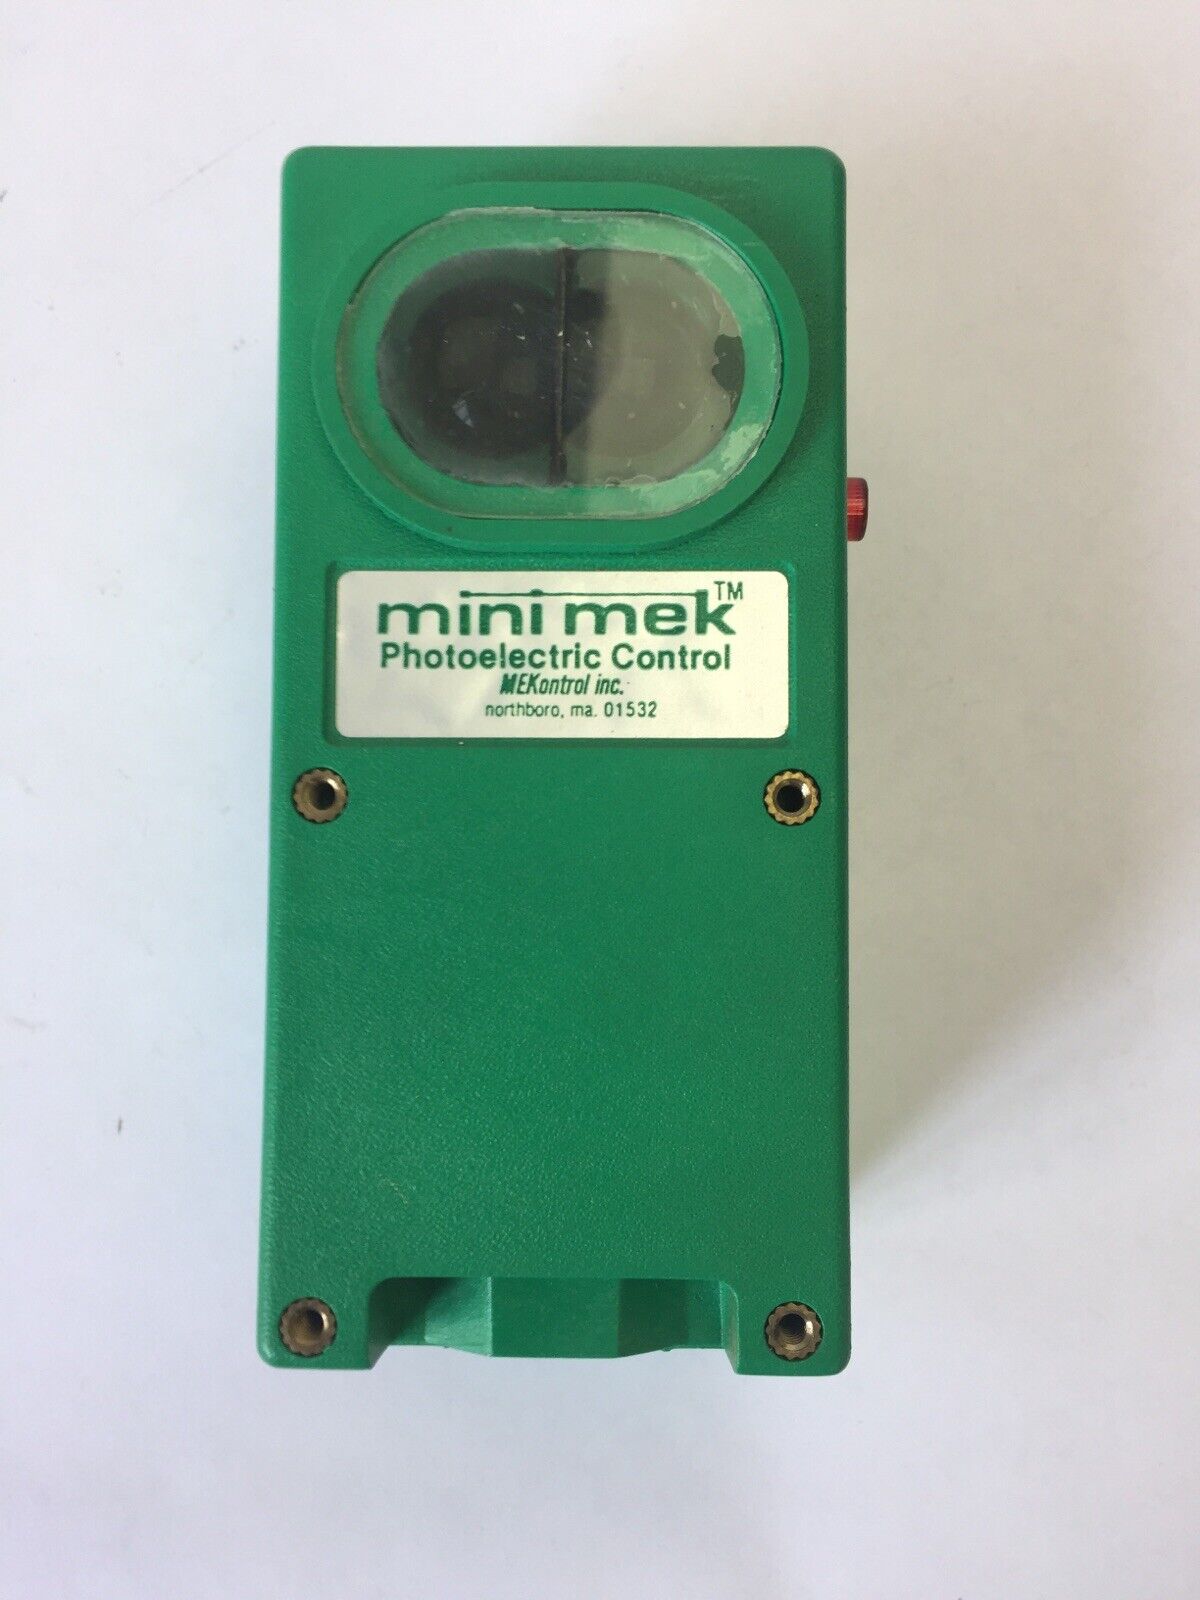 mini mek™
Photoelectric Control
MEKontrol inc.
northboro, ma. 01532